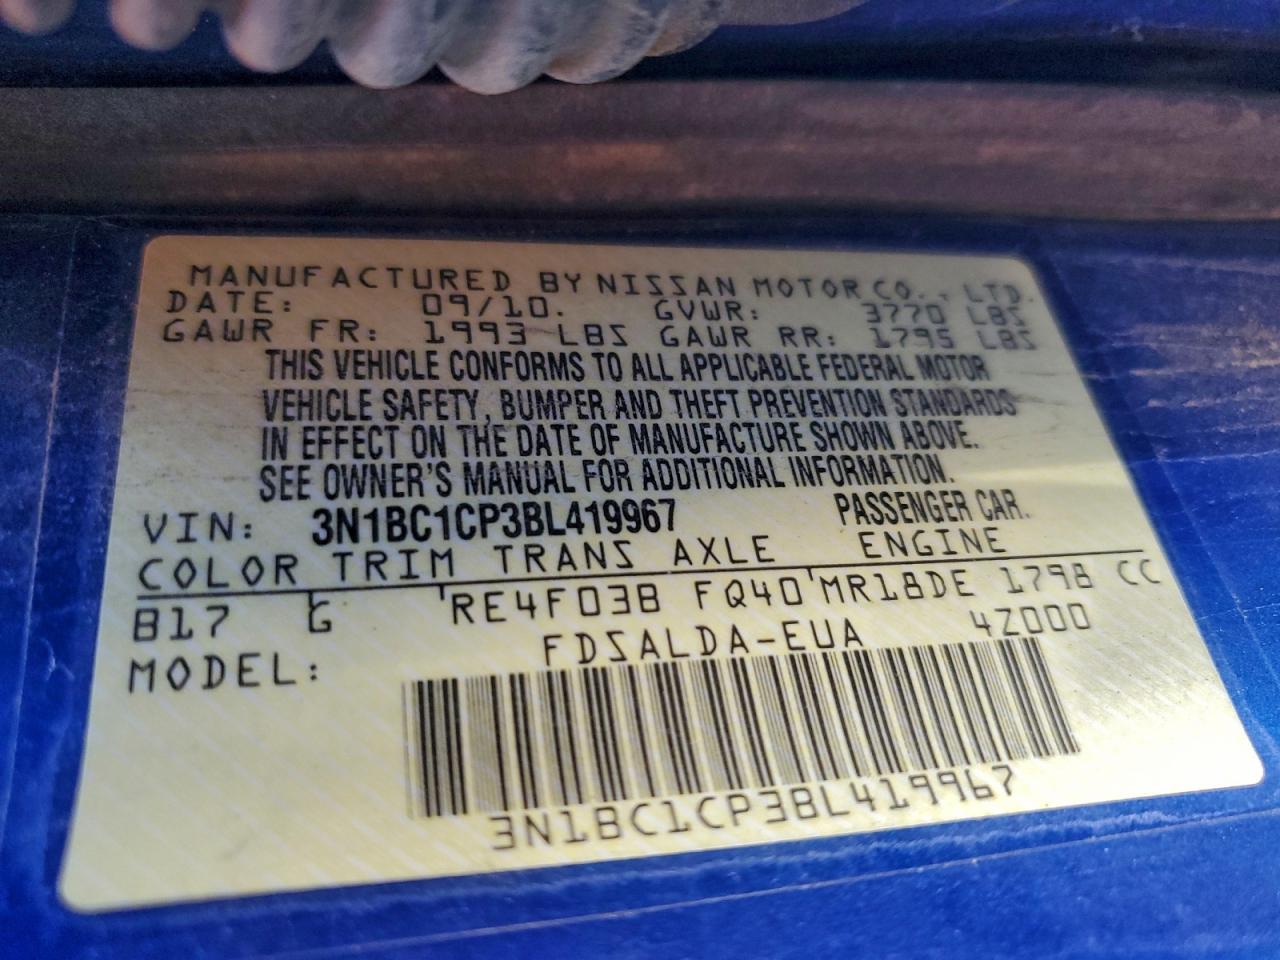 MANUFACTURED BY NISSAN MOTOR CO., LTD.
DATE: 09/10. GVWR: 3770 LBS
GAWR FR: 1993 LBS GAWR RR: 1795 LBS
THIS VEHICLE CONFORMS TO ALL APPLICABLE FEDERAL MOTOR
VEHICLE SAFETY, BUMPER AND THEFT PREVENTION STANDARDS
IN EFFECT ON THE DATE OF MANUFACTURE SHOWN ABOVE.
SEE OWNER'S MANUAL FOR ADDITIONAL INFORMATION.
VIN: 3N1BC1CP3BL419967 PASSENGER CAR.
COLOR TRIM TRANS AXLE ENGINE
B17 G RE4F03B FQ40 MR18DE 1798 CC
MODEL: FDSALDA-EUA 4Z000
3N1BC1CP3BL419967